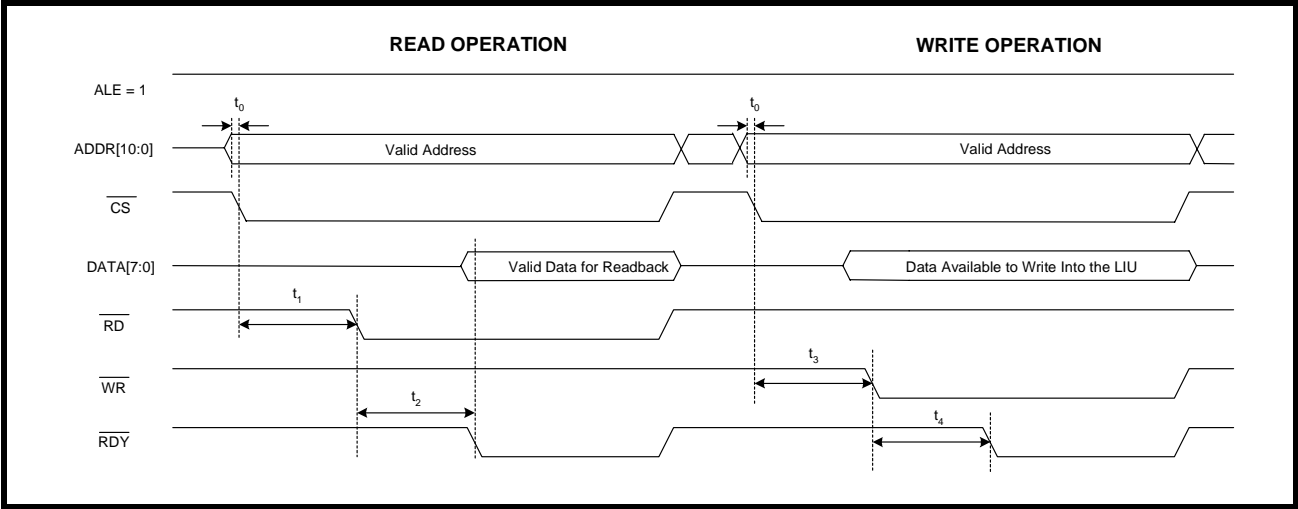 READ OPERATION WRITE OPERATION
ALE = 1
t0 t0
ADDR[10:0] Valid Address Valid Address
CS
DATA[7:0] Valid Data for Readback Data Available to Write Into the LIU
t1
RD
t3
WR
t2
t4
RDY